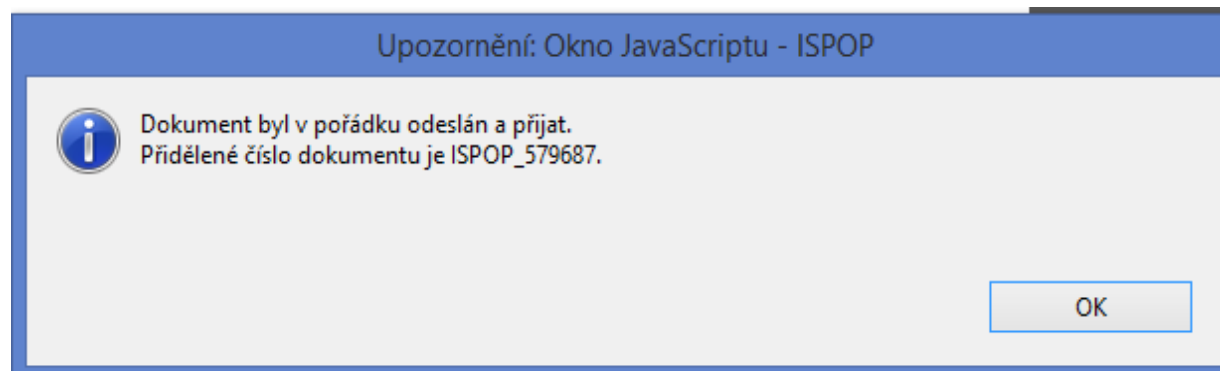 Upozornění: Okno JavaScriptu - ISPOP
Dokument byl v pořádku odeslán a přijat.
Přidělené číslo dokumentu je ISPOP_579687.
OK